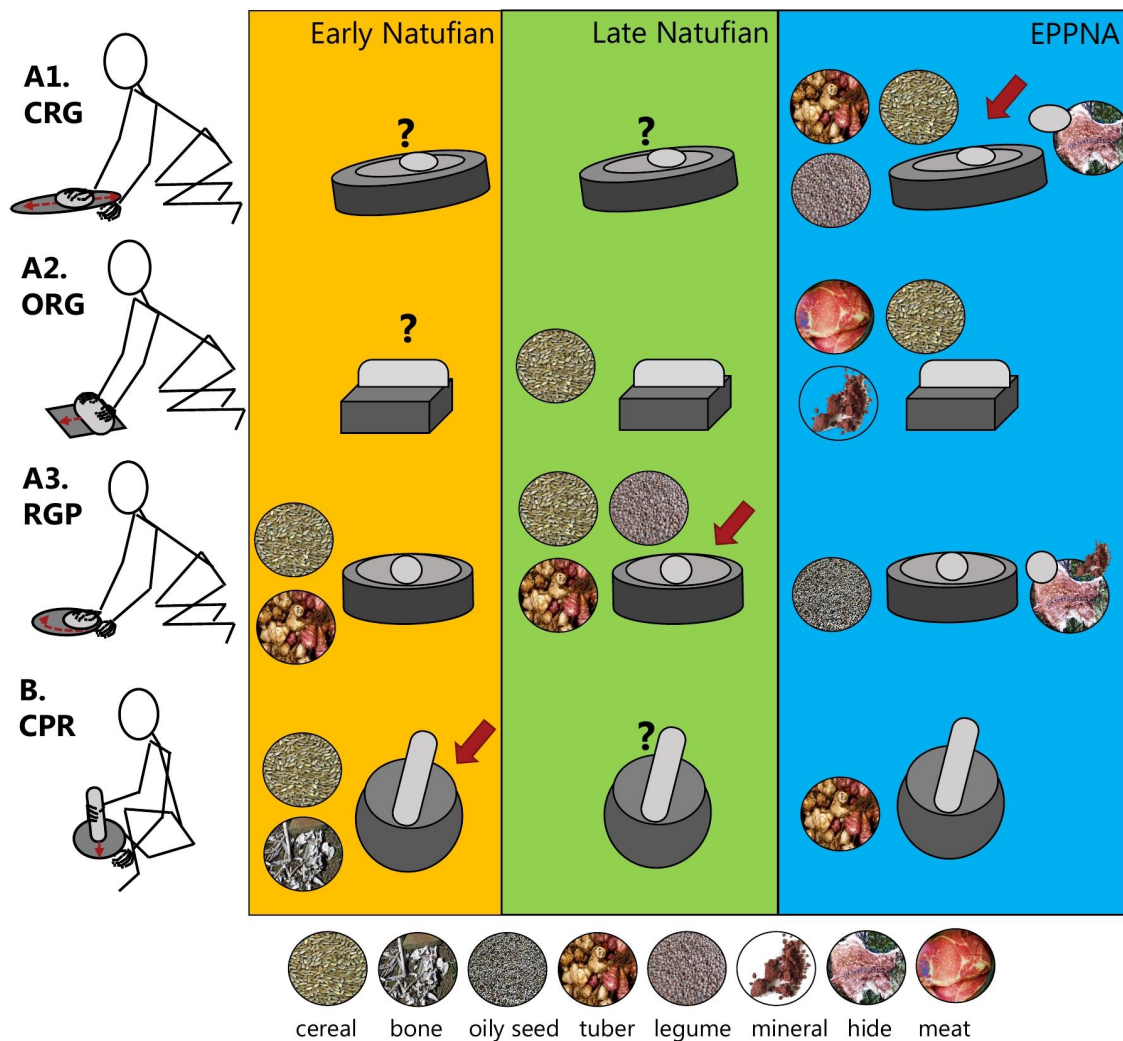 Early Natufian
Late Natufian
EPPNA
A1.
CRG
?
?
A2.
ORG
?
A3.
RGP
B.
CPR
?
cereal
bone
oily seed
tuber
legume
mineral
hide
meat